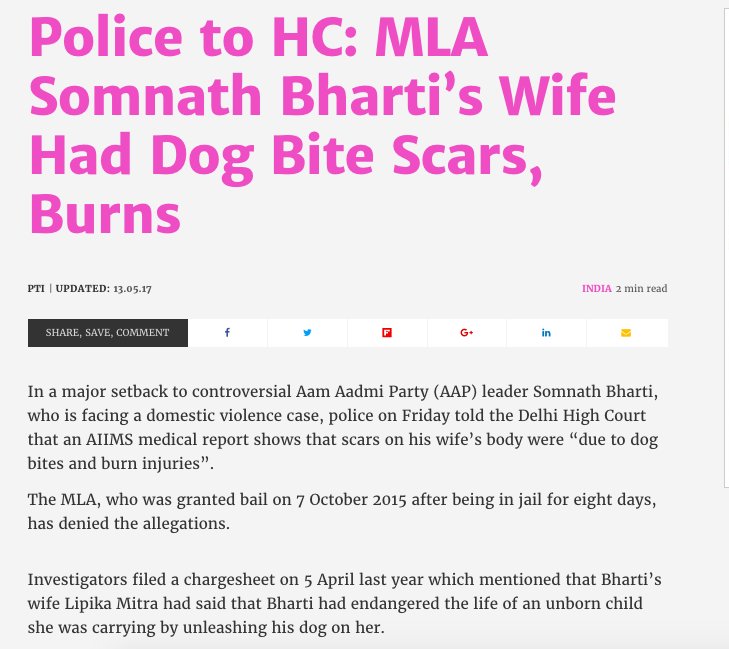 Police to HC: MLA
Somnath Bharti’s Wife
Had Dog Bite Scars,
Burns
PTI | UPDATED: 13.05.17
INDIA 2 min read
SHARE, SAVE, COMMENT
In a major setback to controversial Aam Aadmi Party (AAP) leader Somnath Bharti,
who is facing a domestic violence case, police on Friday told the Delhi High Court
that an AIIMS medical report shows that scars on his wife’s body were “due to dog
bites and burn injuries”.
The MLA, who was granted bail on 7 October 2015 after being in jail for eight days,
has denied the allegations.
Investigators filed a chargesheet on 5 April last year which mentioned that Bharti’s
wife Lipika Mitra had said that Bharti had endangered the life of an unborn child
she was carrying by unleashing his dog on her.